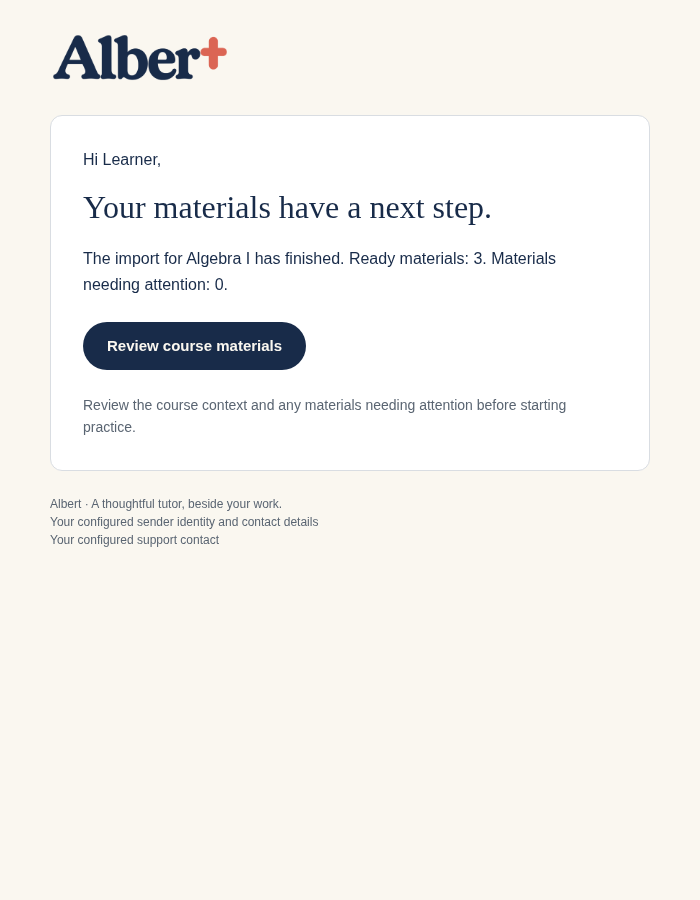 Albert
Hi Learner,
Your materials have a next step.
The import for Algebra I has finished. Ready materials: 3. Materials
needing attention: 0.
Review course materials
Review the course context and any materials needing attention before starting
practice.
Albert · A thoughtful tutor, beside your work.
Your configured sender identity and contact details
Your configured support contact